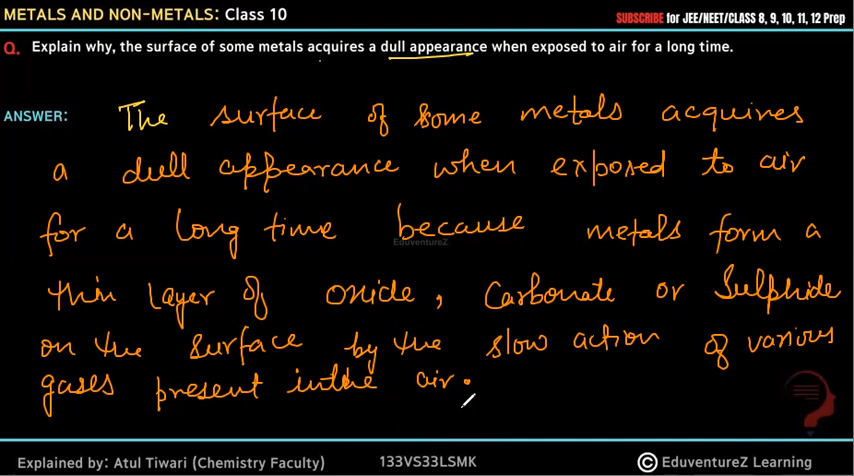 METALS AND NON-METALS: Class 10
SUBSCRIBE for JEE/NEET/CLASS 8, 9, 10, 11, 12 Prep
Q. Explain why, the surface of some metals acquires a dull appearance when exposed to air for a long time.
ANSWER: The surface of some metals acquires
a dull appearance when exposed to air
for a long time because metals form a
EduventureZ
thin layer of oxide, Carbonate or Sulphide
on the surface by the slow action of various
gases present in the air.
Explained by: Atul Tiwari (Chemistry Faculty) 133VS33LSMK © EduventureZ Learning